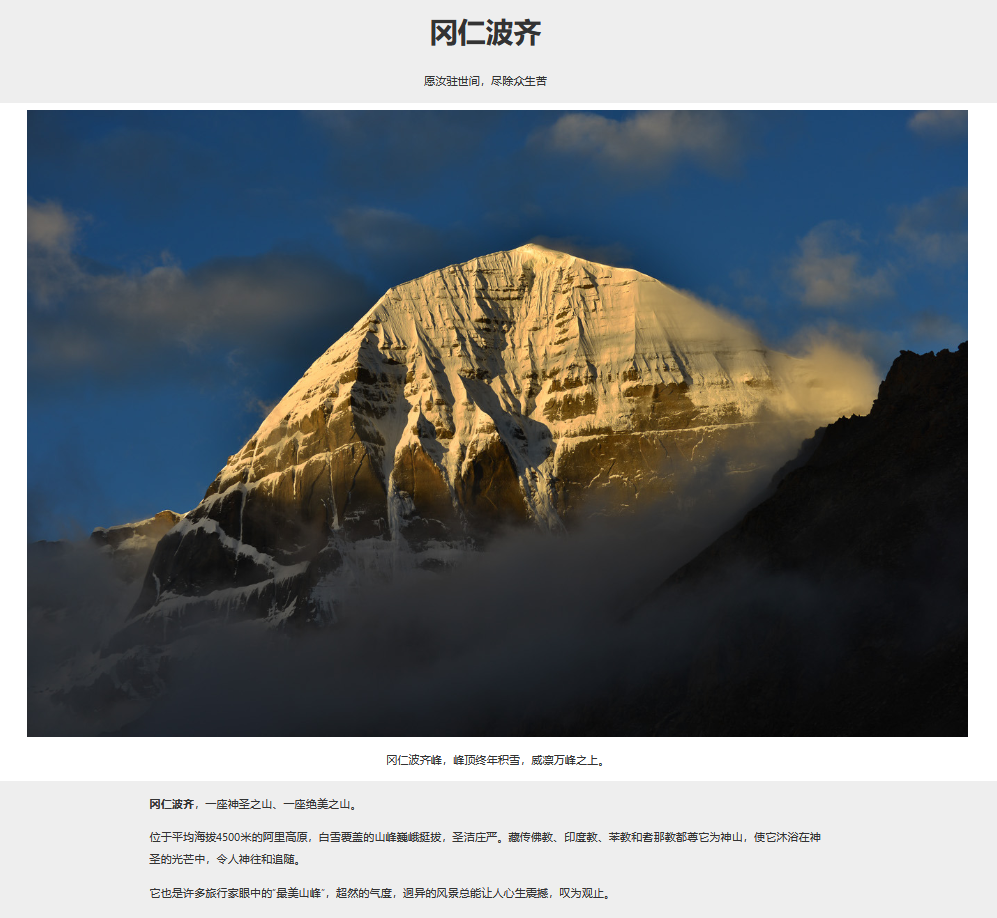 冈仁波齐
愿汝驻世间，尽除众生苦
冈仁波齐峰，峰顶终年积雪，威凛万峰之上。
冈仁波齐，一座神圣之山、一座绝美之山。
位于平均海拔4500米的阿里高原，白雪覆盖的山峰巍峨挺拔，圣洁庄严。藏传佛教、印度教、苯教和耆那教都尊它为神山，使它沐浴在神
圣的光芒中，令人神往和追随。
它也是许多旅行家眼中的“最美山峰”，超然的气度，迥异的风景总能让人心生震撼，叹为观止。